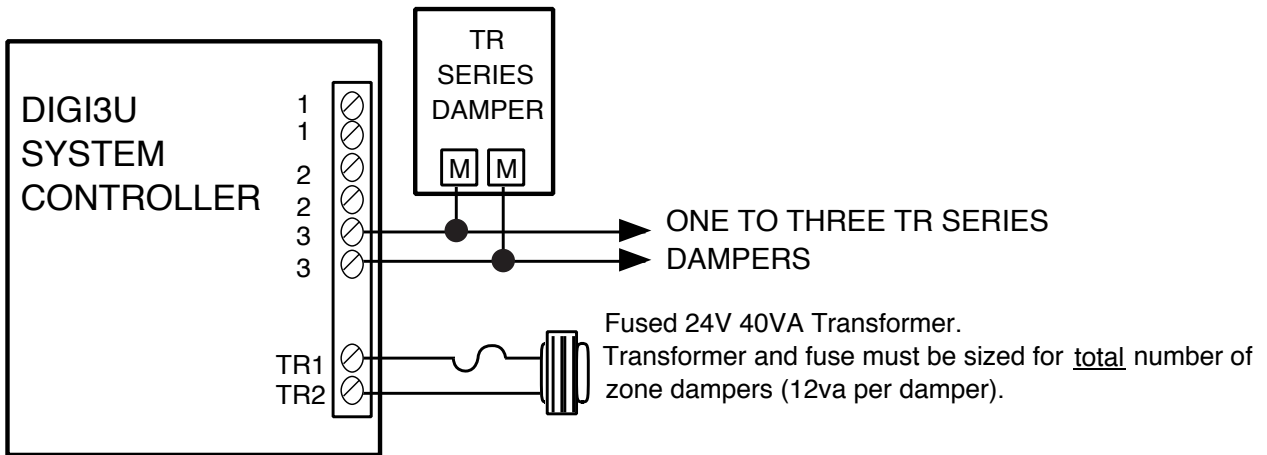 TR
SERIES
DAMPER
M M
DIGI3U
SYSTEM
CONTROLLER
1
1
2
2
3
3
TR1
TR2
ONE TO THREE TR SERIES
DAMPERS
Fused 24V 40VA Transformer.
Transformer and fuse must be sized for total number of
zone dampers (12va per damper).